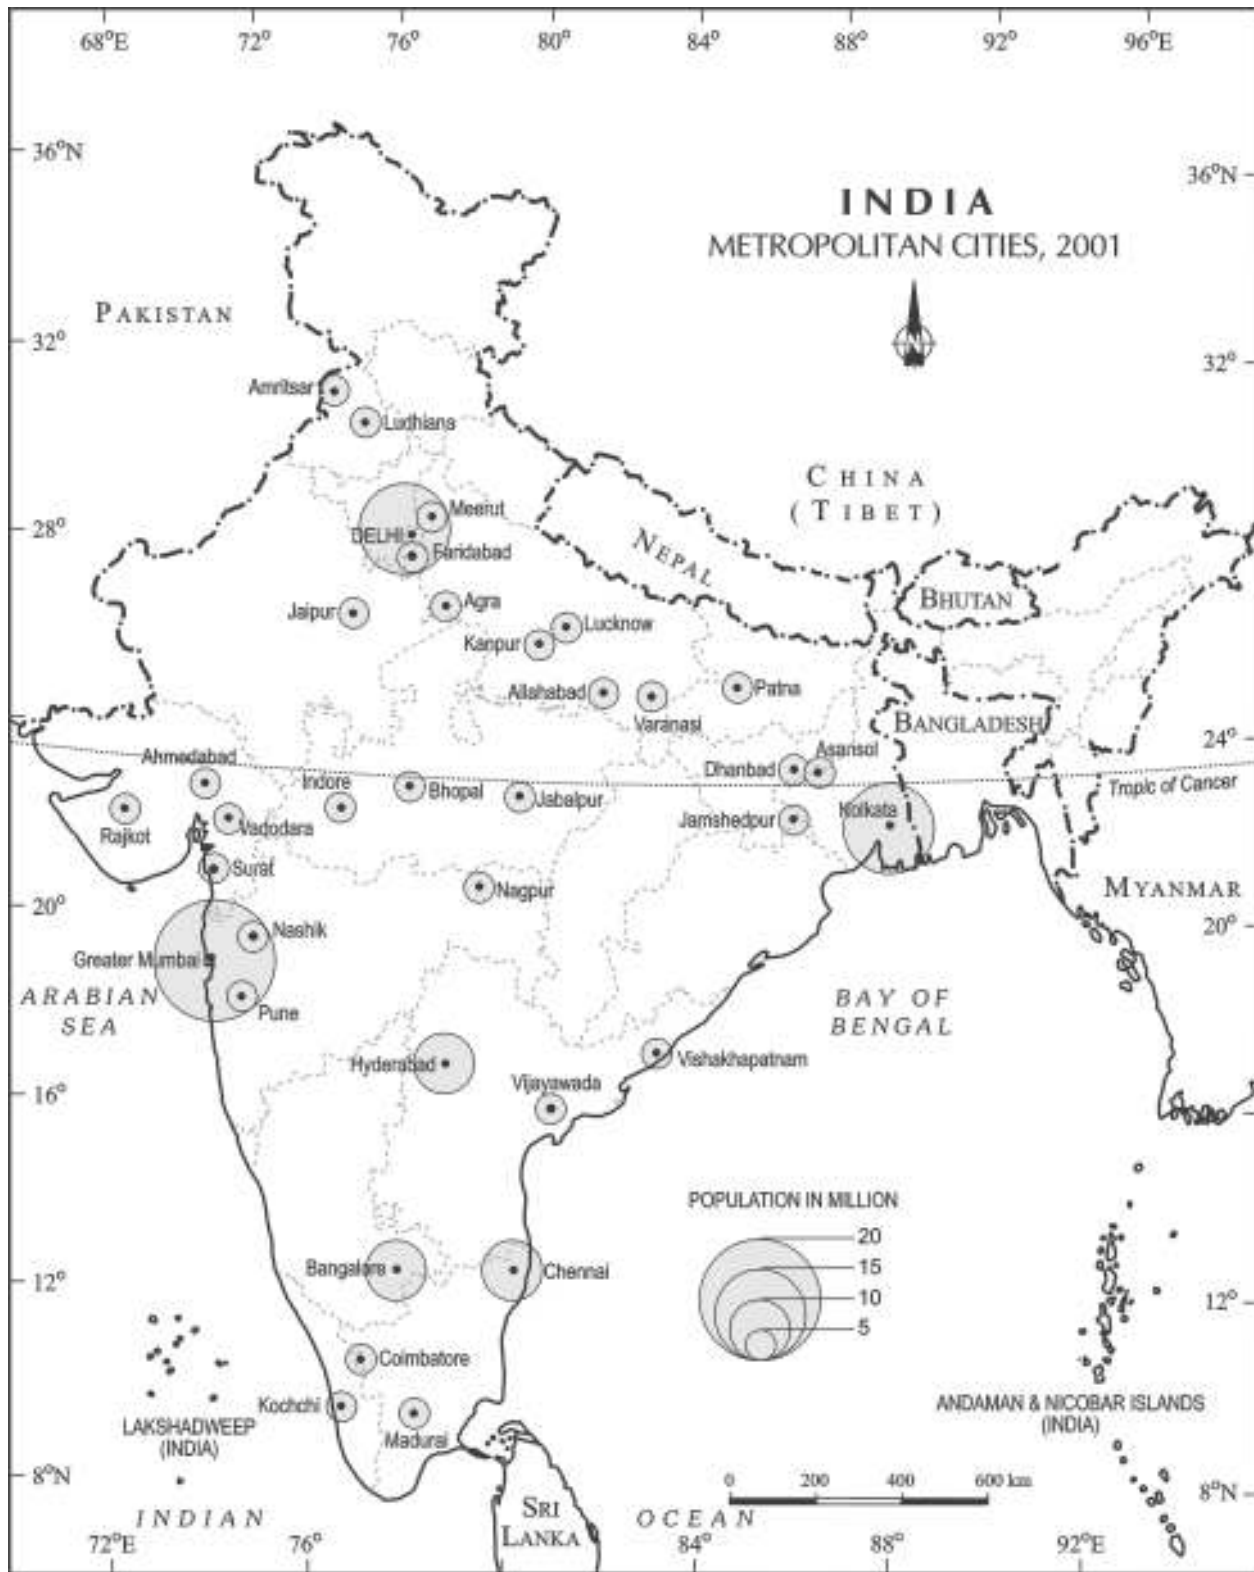 68°E 72° 76° 80° 84° 88° 92° 96°E
36°N
36°N
INDIA
METROPOLITAN CITIES, 2001
N
PAKISTAN
32°
32°
Amritsar
Ludhiana
CHINA
(TIBET)
28°
28°
Meerut
DELHI
Faridabad
NEPAL
BHUTAN
Jaipur
Agra
Lucknow
Kanpur
Allahabad
Varanasi
Patna
BANGLADESH
24°
Asansol
Ahmedabad
Dhanbad
Indore
Bhopal
Jabalpur
Tropic of Cancer
Rajkot
Vadodara
Jamshedpur
Kolkata
Surat
Nagpur
MYANMAR
20°
20°
Nashik
Greater Mumbai
Pune
ARABIAN
SEA
BAY OF
BENGAL
Hyderabad
Vishakhapatnam
Vijayawada
16°
POPULATION IN MILLION
20
15
10
5
Bangalore
Chennai
12°
12°
Coimbatore
Kochchi
Madurai
LAKSHADWEEP
(INDIA)
ANDAMAN & NICOBAR ISLANDS
(INDIA)
8°N
8°N
0 200 400 600 km
SRI
LANKA
INDIAN OCEAN
72°E 76° 84° 88° 92°E